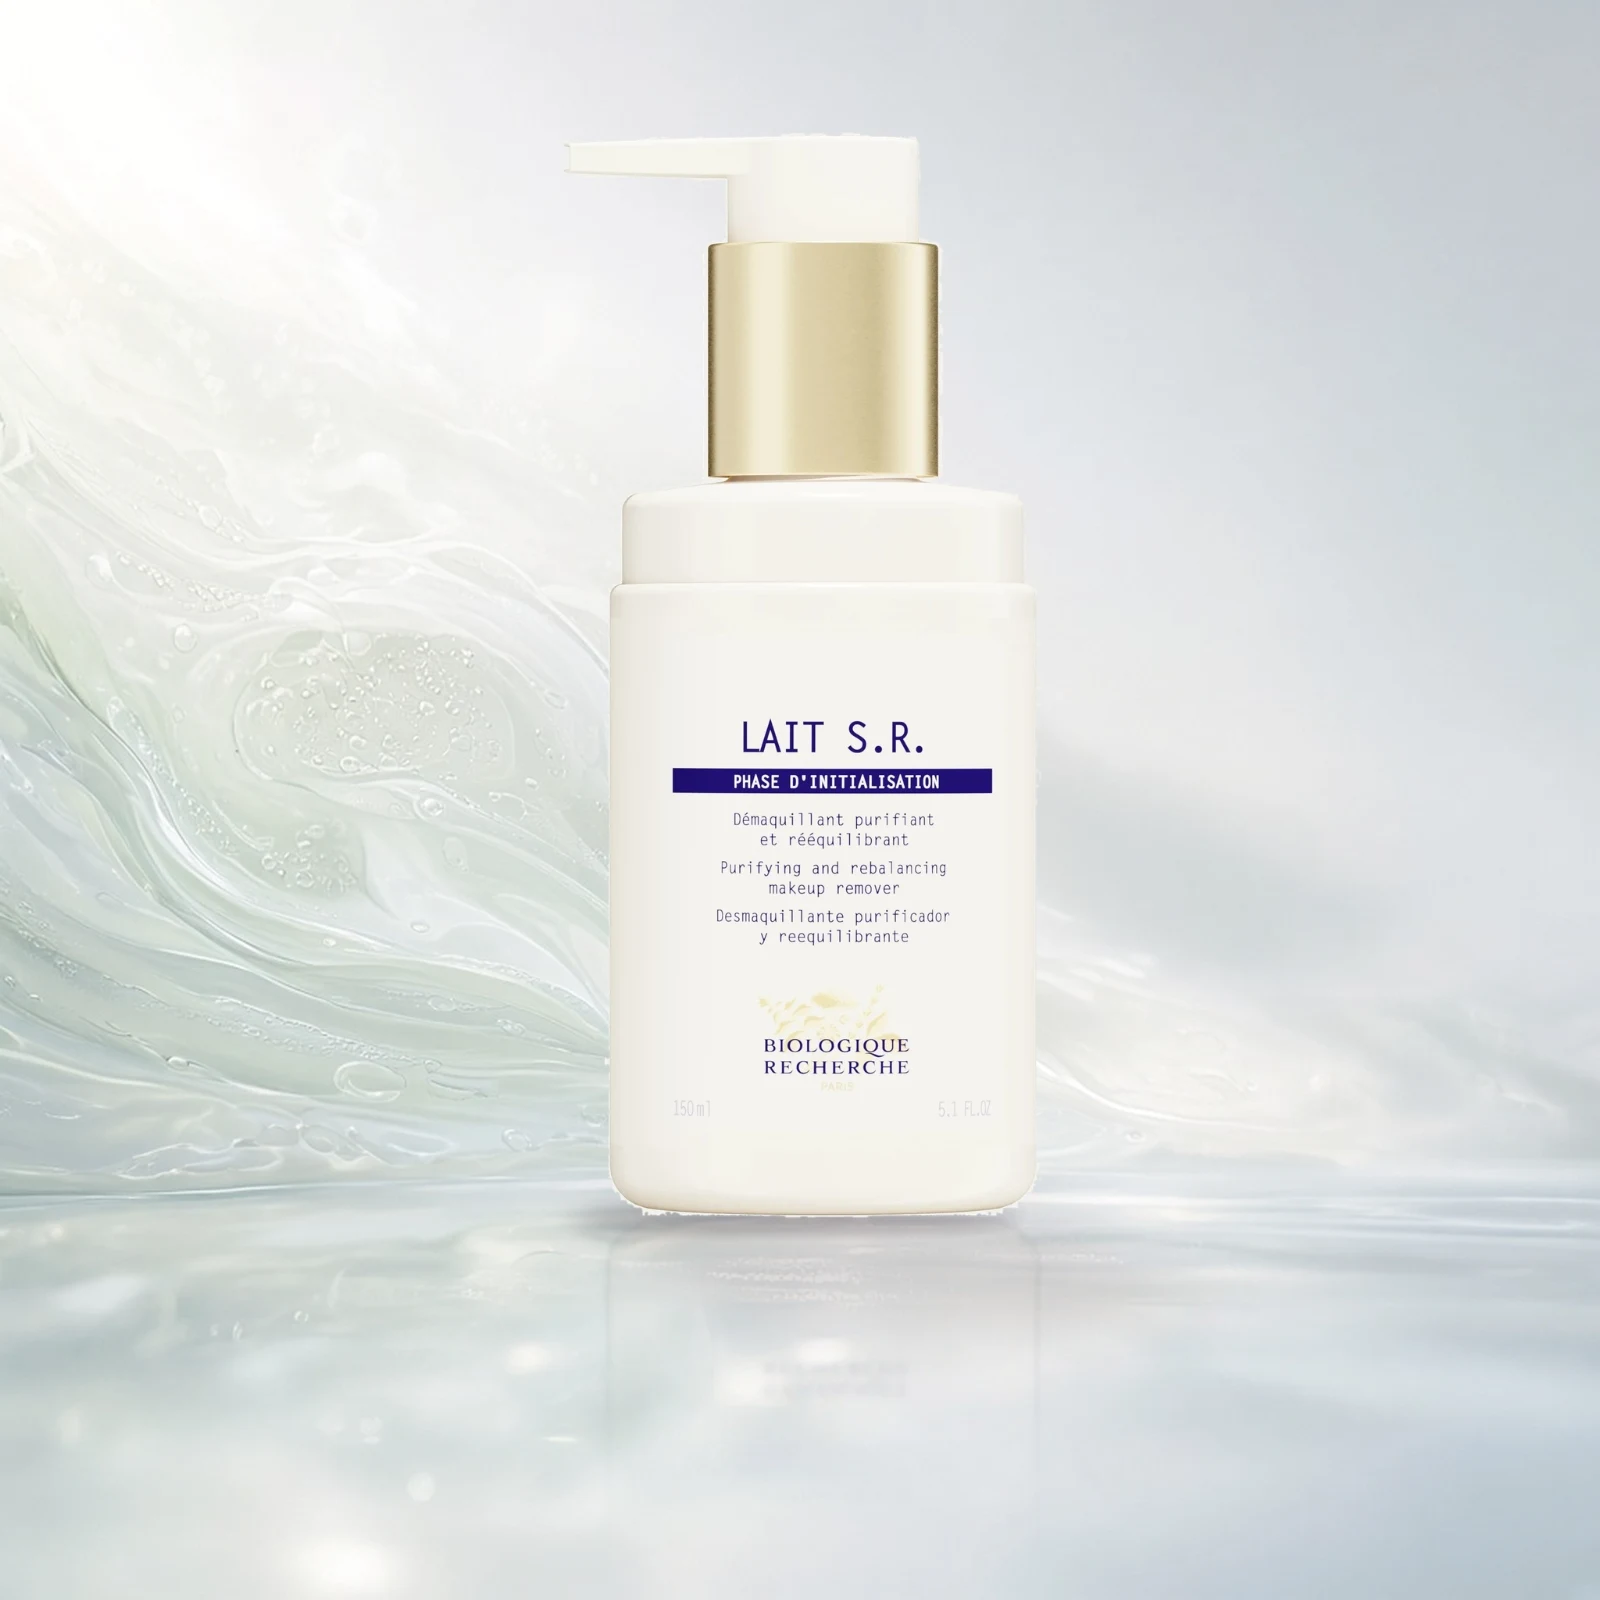 LAIT S.R.
PHASE D'INITIALISATION
Démaquillant purifiant
et rééquilibrant
Purifying and rebalancing
makeup remover
Desmaquillante purificador
y reequilibrante
BIOLOGIQUE
RECHERCHE
PARIS
150ml 5.1 FL.OZ